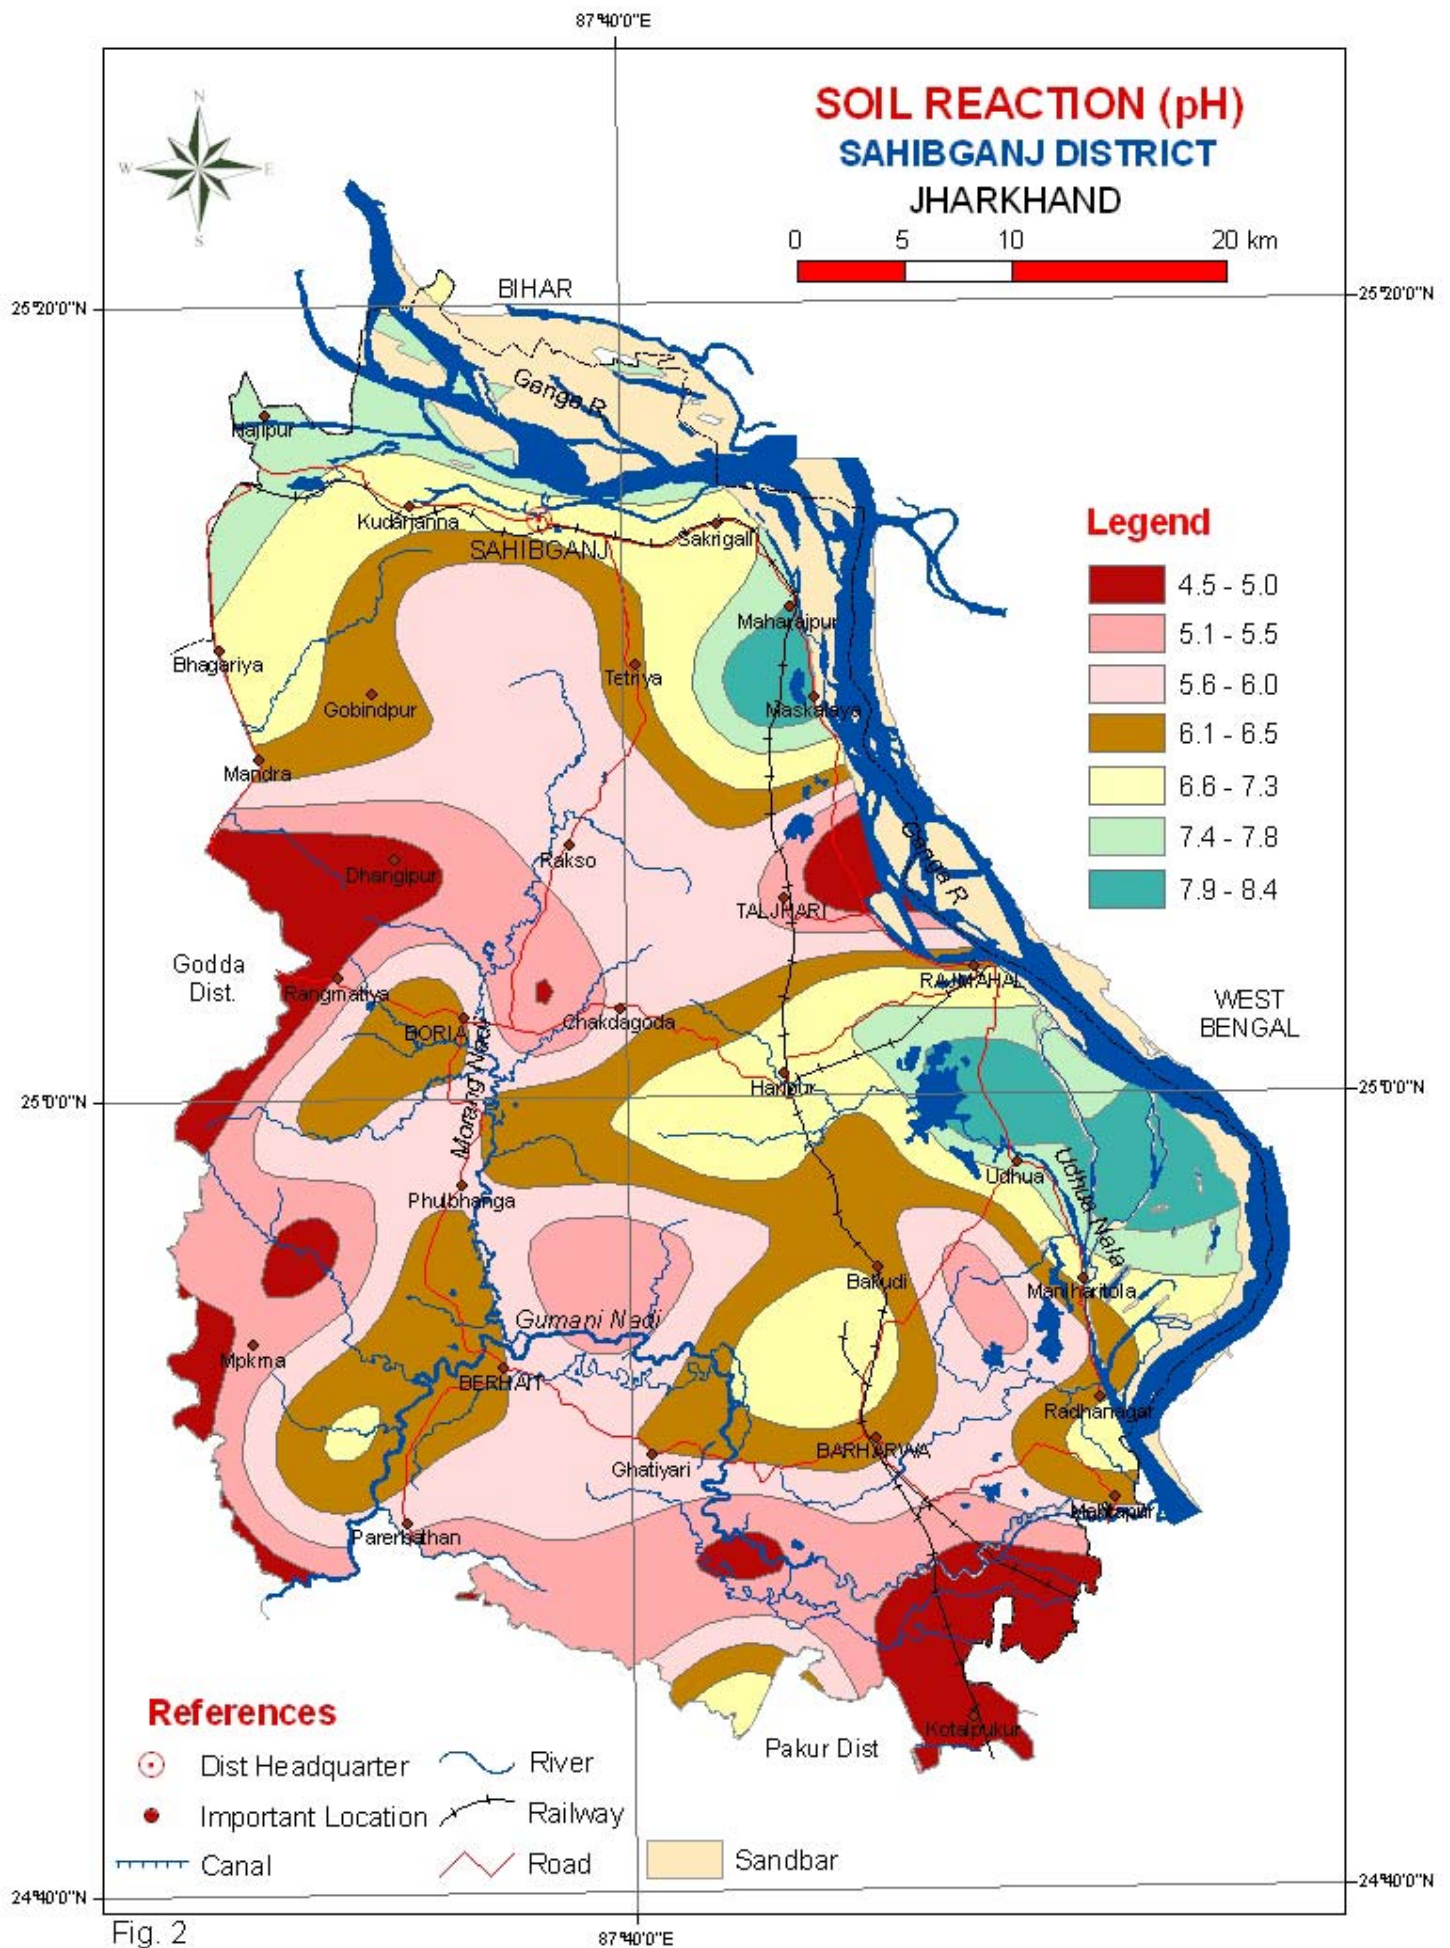 87°40'0"E
SOIL REACTION (pH)
SAHIBGANJ DISTRICT
JHARKHAND
0 5 10 20 km
N
W E
S
BIHAR
25°20'0"N
25°20'0"N
Ganga R
Hajipur
Kudarjanna
SAHIBGANJ
Sakrigali
Legend
4.5 - 5.0
5.1 - 5.5
5.6 - 6.0
6.1 - 6.5
6.6 - 7.3
7.4 - 7.8
7.9 - 8.4
Maharajpur
Bhagariya
Tetriya
Gobindpur
Maskalaya
Mandra
Rakso
Dhangipur
Ganga R
TALJHARI
Godda
Dist.
Rangmatiya
RAJMAHAL
WEST
BENGAL
BORIA
Chakdagoda
Morang Nadi
Haripur
25°0'0"N
25°0'0"N
Udhua
Udhua Nala
Phulbhanga
Bakudi
Manlharitola
Gumani Nadi
Mpkma
BERHAIT
Radhanagar
BARHARWA
Ghatiyari
Parerbathan
Kotalpukur
Pakur Dist
References
Dist Headquarter
River
Important Location
Railway
Canal
Road
Sandbar
24°40'0"N
24°40'0"N
Fig. 2
87°40'0"E